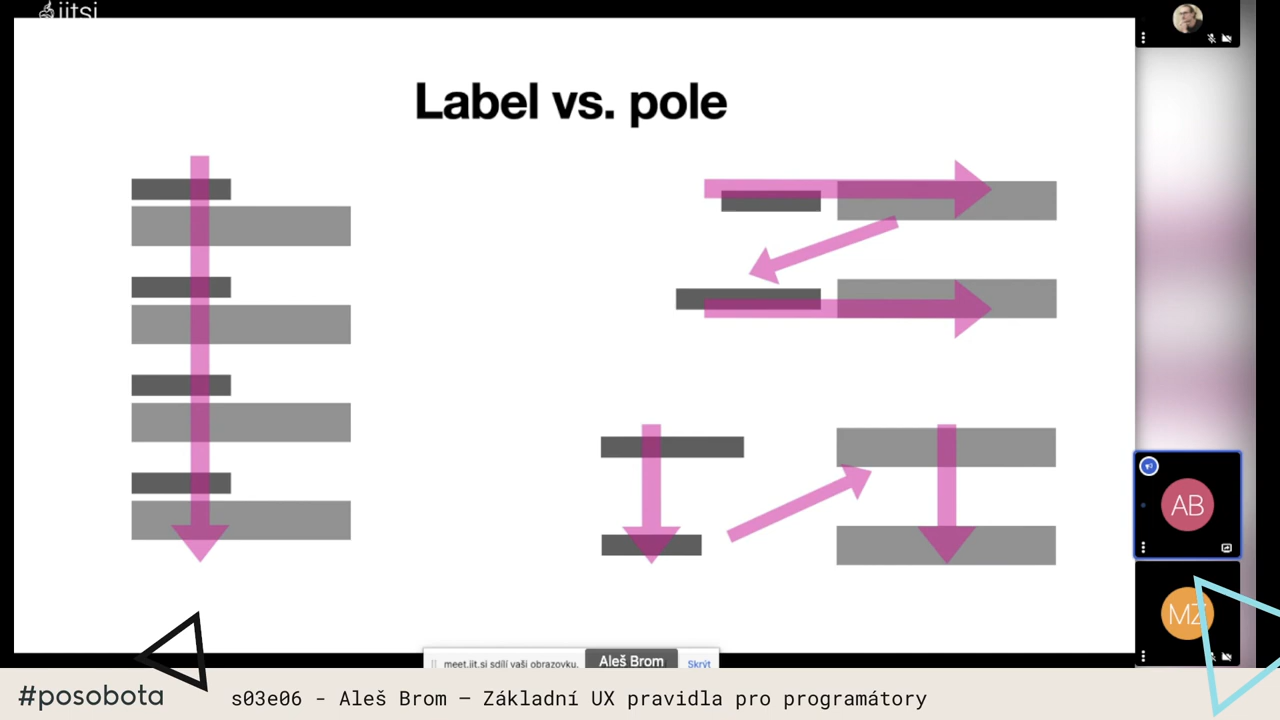 jitsi
Label vs. pole
AB
MZ
meet.jit.si sdílí vaši obrazovku.
Aleš Brom
Skrýt
#posobota
s03e06 - Aleš Brom – Základní UX pravidla pro programátory